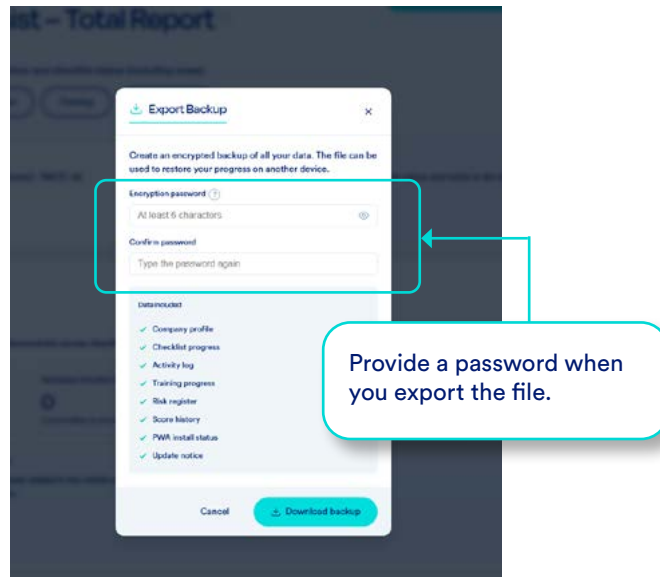 ist – Total Report
Export Backup
Create an encrypted backup of all your data. The file can be
used to restore your progress on another device.
Encryption password ?
At least 6 characters
Confirm password
Type the password again
Data included
Company profile
Checklist progress
Activity log
Training progress
Risk register
Score history
PWA install status
Update notice
Cancel
Download backup
0
Provide a password when
you export the file.